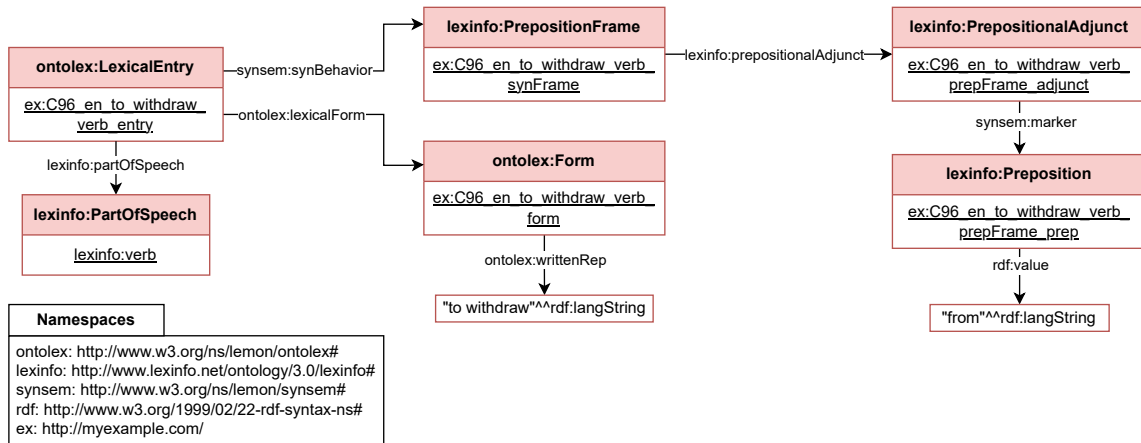 ontolex:LexicalEntry
ex:C96_en_to_withdraw_
verb_entry
synsem:synBehavior
ontolex:lexicalForm
lexinfo:partOfSpeech
lexinfo:PartOfSpeech
lexinfo:verb
lexinfo:PrepositionFrame
ex:C96_en_to_withdraw_verb_
synFrame
lexinfo:prepositionalAdjunct
lexinfo:PrepositionalAdjunct
ex:C96_en_to_withdraw_verb_
prepFrame_adjunct
synsem:marker
ontolex:Form
ex:C96_en_to_withdraw_verb_
form
ontolex:writtenRep
"to withdraw"^^rdf:langString
lexinfo:Preposition
ex:C96_en_to_withdraw_verb_
prepFrame_prep
rdf:value
"from"^^rdf:langString
Namespaces
ontolex: http://www.w3.org/ns/lemon/ontolex#
lexinfo: http://www.lexinfo.net/ontology/3.0/lexinfo#
synsem: http://www.w3.org/ns/lemon/synsem#
rdf: http://www.w3.org/1999/02/22-rdf-syntax-ns#
ex: http://myexample.com/